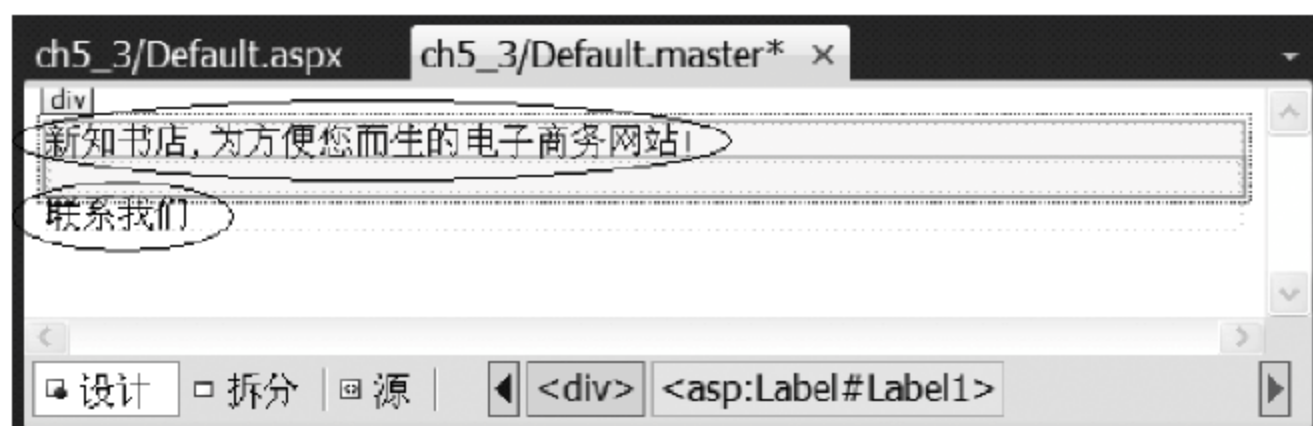 ch5_3/Default.aspx ch5_3/Default.master* ×
div
新知书店,为方便您而生的电子商务网站!
联系我们
设计 拆分 源 <div> <asp:Label#Label1>